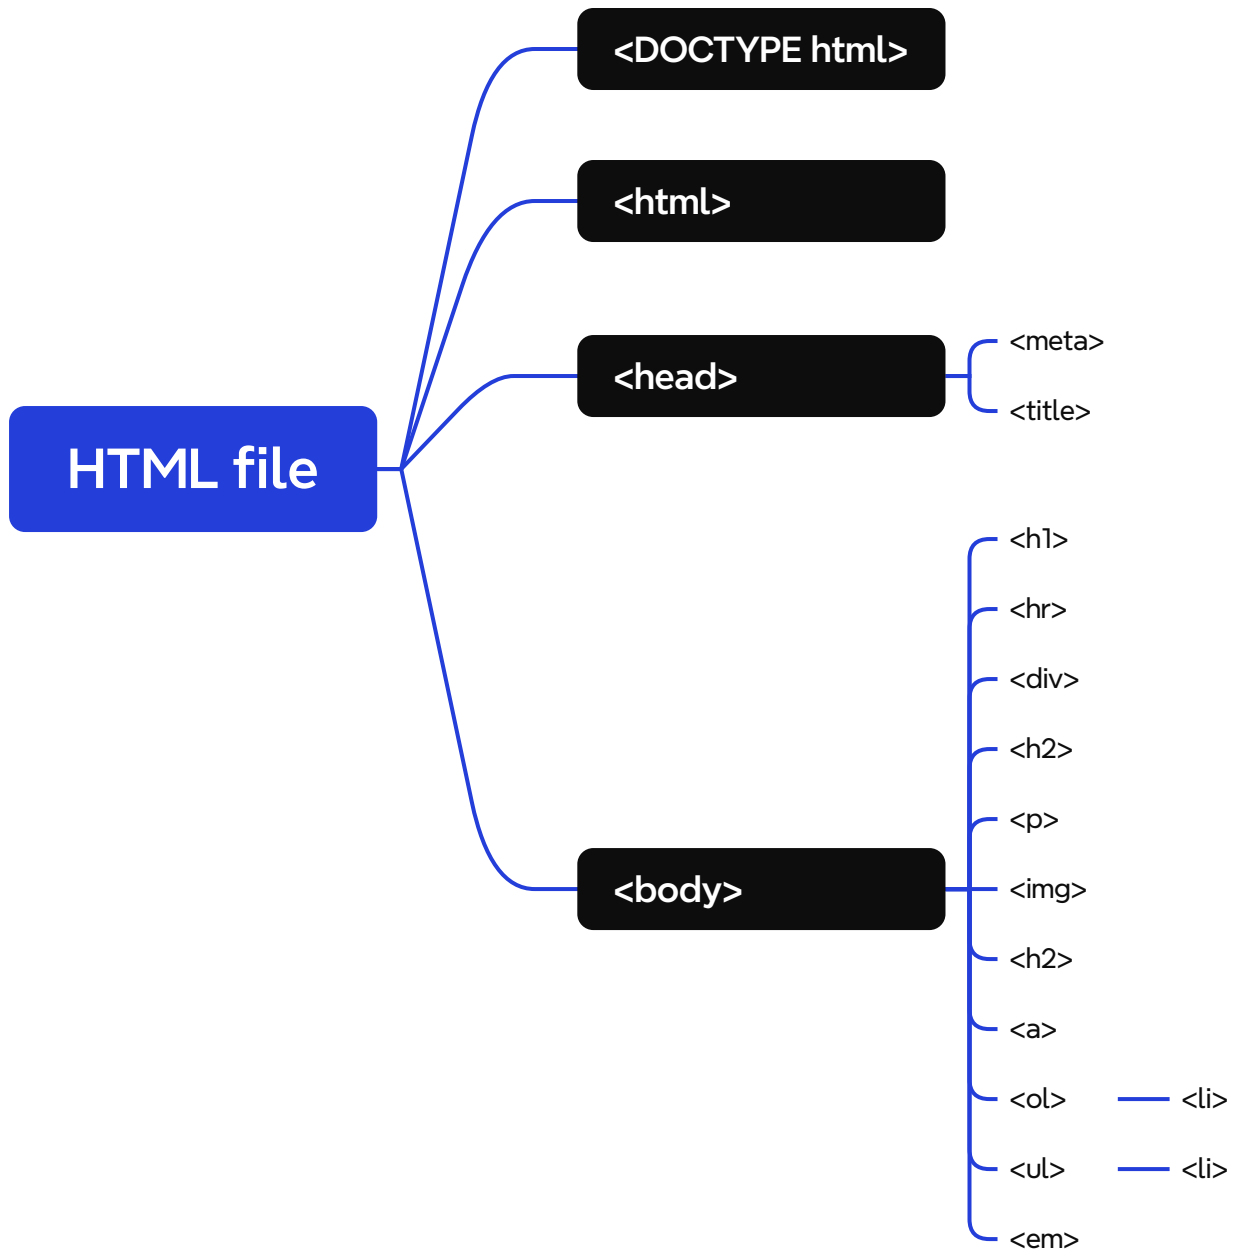 HTML file
<DOCTYPE html>
<html>
<head>
<meta>
<title>
<body>
<h1>
<hr>
<div>
<h2>
<p>
<img>
<h2>
<a>
<ol> <li>
<ul> <li>
<em>